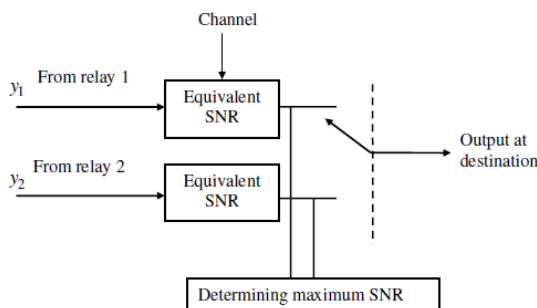 Channel
y1 From relay 1
Equivalent
SNR
y2 From relay 2
Equivalent
SNR
Output at
destination
Determining maximum SNR